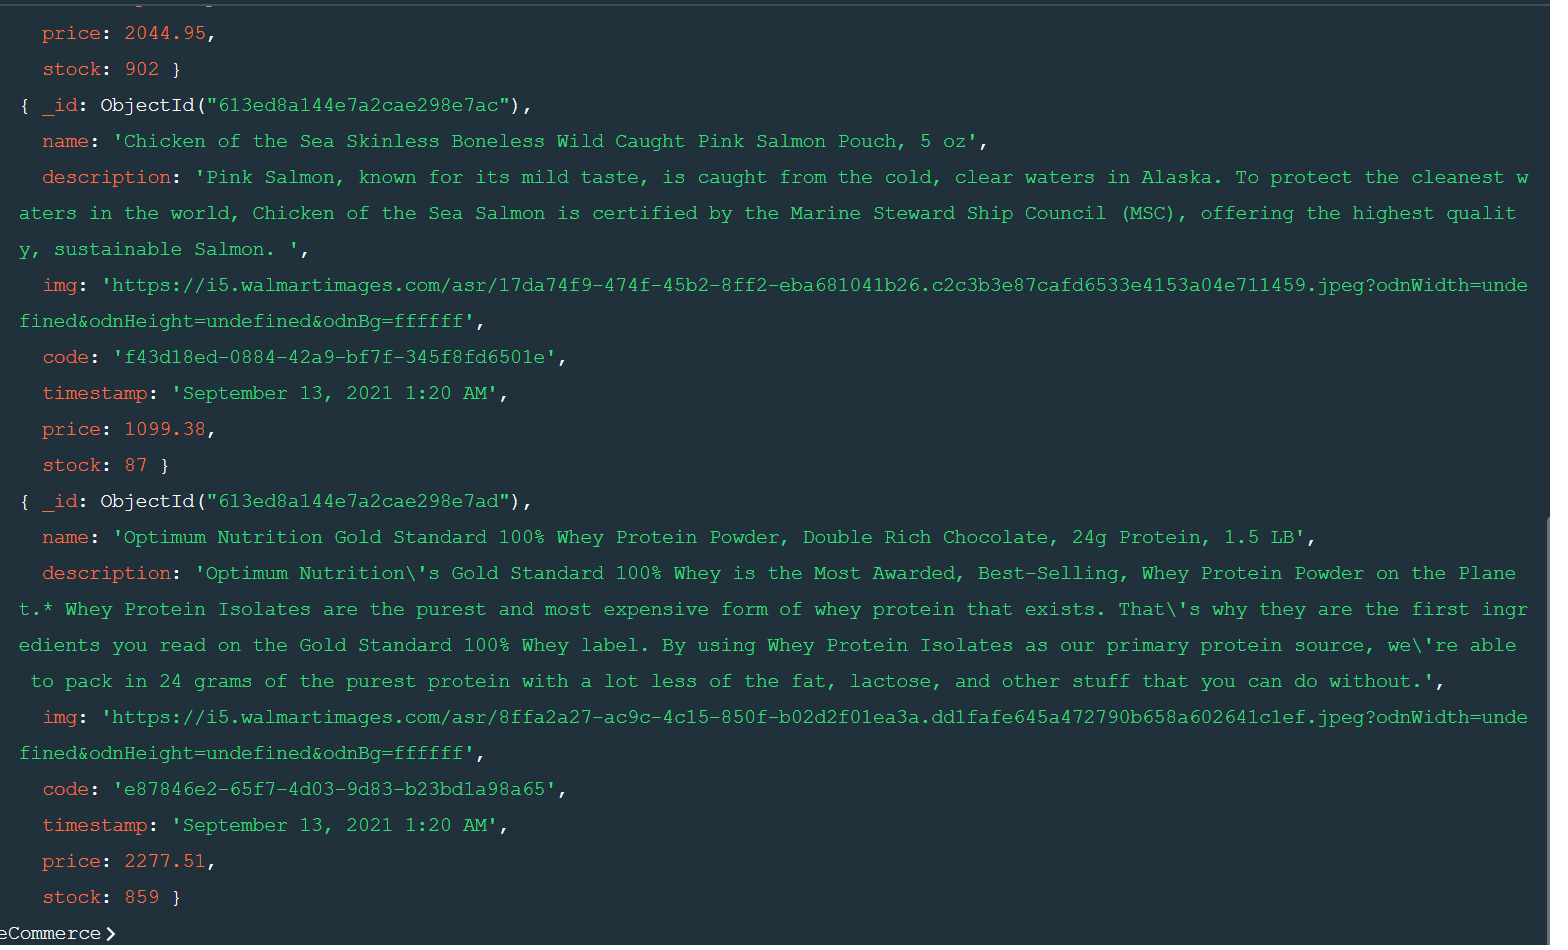 price: 2044.95,
stock: 902 }
{ _id: ObjectId("613ed8a144e7a2cae298e7ac"),
name: 'Chicken of the Sea Skinless Boneless Wild Caught Pink Salmon Pouch, 5 oz',
description: 'Pink Salmon, known for its mild taste, is caught from the cold, clear waters in Alaska. To protect the cleanest w
aters in the world, Chicken of the Sea Salmon is certified by the Marine Steward Ship Council (MSC), offering the highest qualit
y, sustainable Salmon. ',
img: 'https://i5.walmartimages.com/asr/17da74f9-474f-45b2-8ff2-eba681041b26.c2c3b3e87cafd6533e4153a04e711459.jpeg?odnWidth=unde
fined&odnHeight=undefined&odnBg=ffffff',
code: 'f43d18ed-0884-42a9-bf7f-345f8fd6501e',
timestamp: 'September 13, 2021 1:20 AM',
price: 1099.38,
stock: 87 }
{ _id: ObjectId("613ed8a144e7a2cae298e7ad"),
name: 'Optimum Nutrition Gold Standard 100% Whey Protein Powder, Double Rich Chocolate, 24g Protein, 1.5 LB',
description: 'Optimum Nutrition\'s Gold Standard 100% Whey is the Most Awarded, Best-Selling, Whey Protein Powder on the Plane
t.* Whey Protein Isolates are the purest and most expensive form of whey protein that exists. That\'s why they are the first ingr
edients you read on the Gold Standard 100% Whey label. By using Whey Protein Isolates as our primary protein source, we\'re able
to pack in 24 grams of the purest protein with a lot less of the fat, lactose, and other stuff that you can do without.',
img: 'https://i5.walmartimages.com/asr/8ffa2a27-ac9c-4c15-850f-b02d2f01ea3a.dd1fafe645a472790b658a602641c1ef.jpeg?odnWidth=unde
fined&odnHeight=undefined&odnBg=ffffff',
code: 'e87846e2-65f7-4d03-9d83-b23bd1a98a65',
timestamp: 'September 13, 2021 1:20 AM',
price: 2277.51,
stock: 859 }
eCommerce>